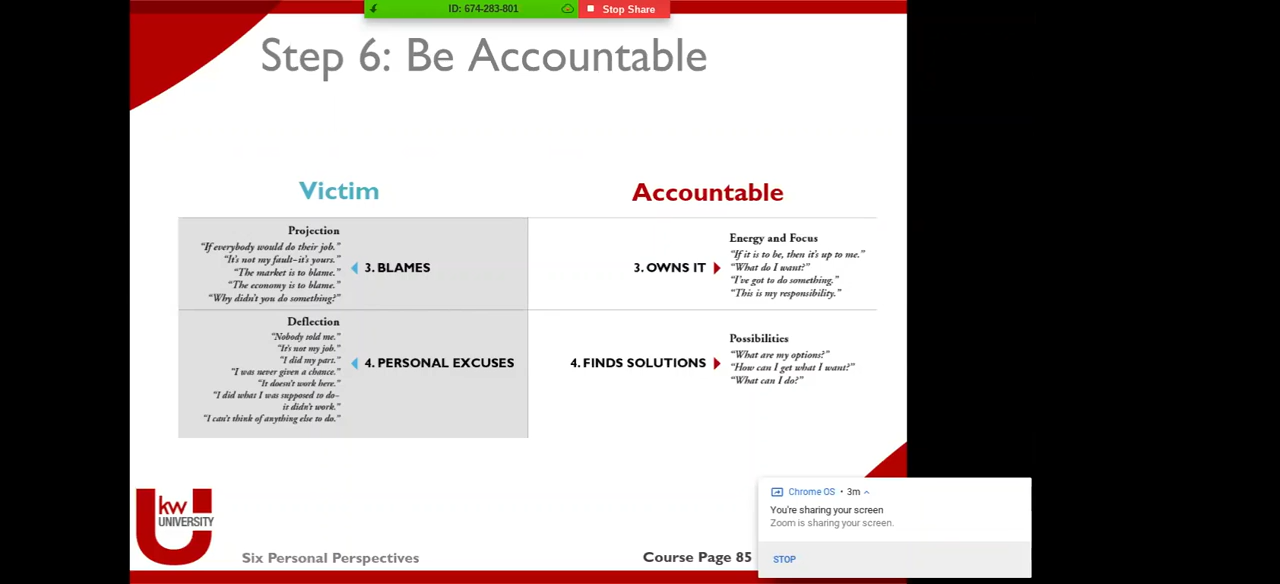 ID: 674-283-801
Stop Share
Step 6: Be Accountable
Victim
Accountable
Projection
“If everybody would do their job.”
“It’s not my fault–it’s yours.”
“The market is to blame.”
“The economy is to blame.”
“Why didn’t you do something?”
3. BLAMES
3. OWNS IT
Energy and Focus
“If it is to be, then it’s up to me.”
“What do I want?”
“I’ve got to do something.”
“This is my responsibility.”
Deflection
“Nobody told me.”
“It’s not my job.
“I did my part.”
“I was never given a chance.”
“It doesn’t work here.”
“I did what I was supposed to do–
it didn’t work.”
“I can’t think of anything else to do.”
4. PERSONAL EXCUSES
4. FINDS SOLUTIONS
Possibilities
“What are my options?”
“How can I get what I want?”
“What can I do?”
kw
UNIVERSITY
Six Personal Perspectives
Course Page 85
Chrome OS • 3m
You're sharing your screen
Zoom is sharing your screen.
STOP